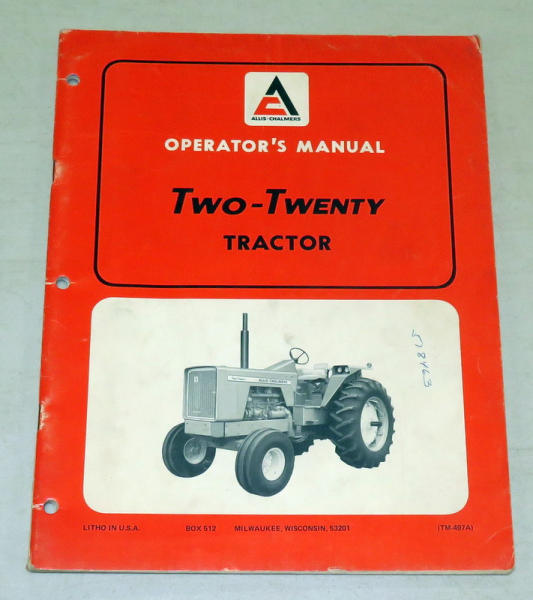 ALLIS-CHALMERS
OPERATOR'S MANUAL
TWO-TWENTY
TRACTOR
LITHO IN U.S.A. BOX 512 MILWAUKEE, WISCONSIN, 53201 (TM-497A)